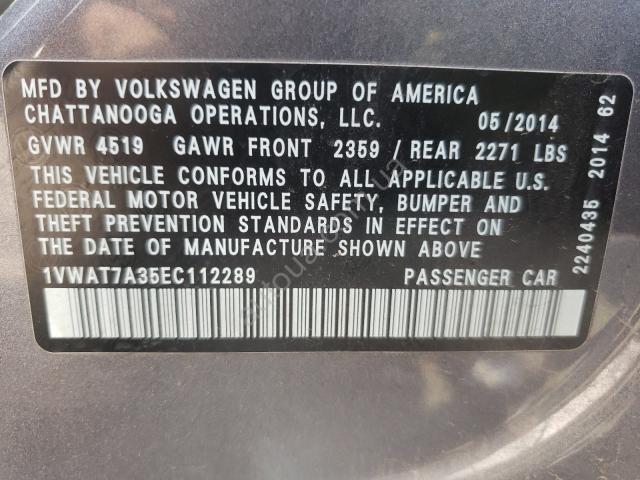 MFD BY VOLKSWAGEN GROUP OF AMERICA
CHATTANOOGA OPERATIONS, LLC. 05/2014
GVWR 4519 GAWR FRONT 2359 / REAR 2271 LBS
THIS VEHICLE CONFORMS TO ALL APPLICABLE U.S.
FEDERAL MOTOR VEHICLE SAFETY, BUMPER AND
THEFT PREVENTION STANDARDS IN EFFECT ON
THE DATE OF MANUFACTURE SHOWN ABOVE
1VWAT7A35EC112289 PASSENGER CAR
2240435 2014 62